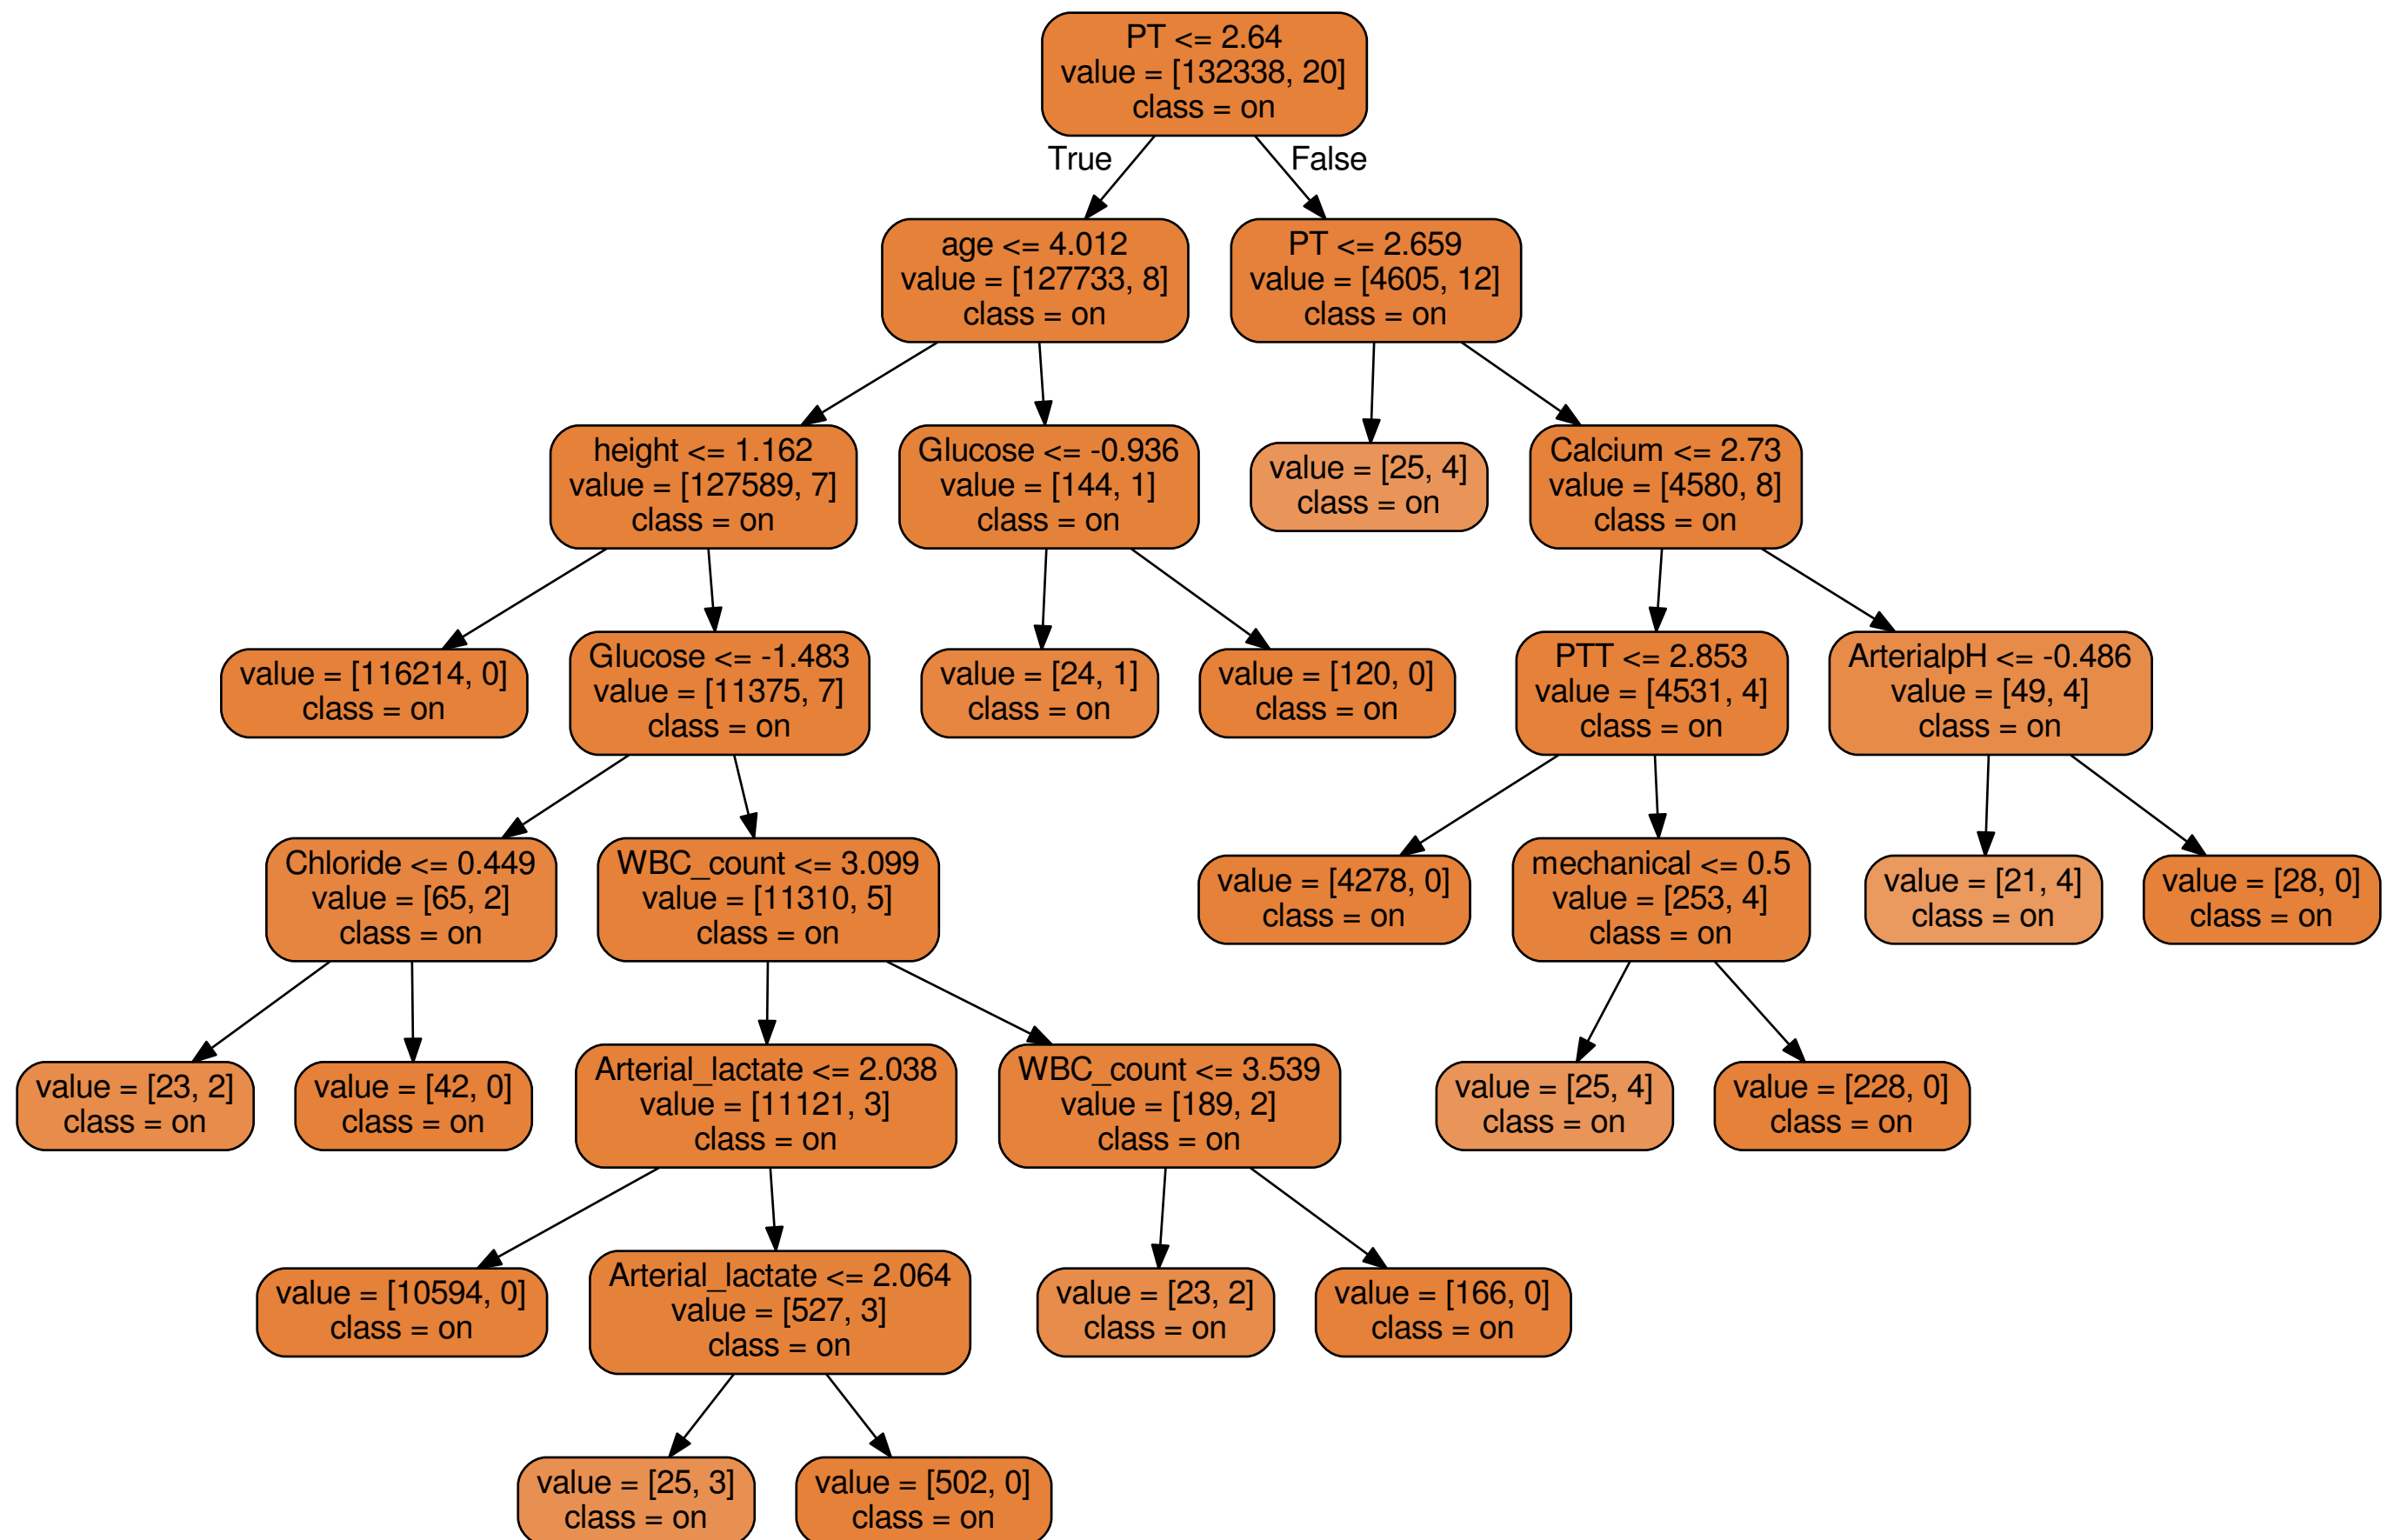 PT <= 2.64
value = [132338, 20]
class = on
True
False
age <= 4.012
value = [127733, 8]
class = on
PT <= 2.659
value = [4605, 12]
class = on
height <= 1.162
value = [127589, 7]
class = on
Glucose <= -0.936
value = [144, 1]
class = on
value = [25, 4]
class = on
Calcium <= 2.73
value = [4580, 8]
class = on
value = [116214, 0]
class = on
Glucose <= -1.483
value = [11375, 7]
class = on
value = [24, 1]
class = on
value = [120, 0]
class = on
PTT <= 2.853
value = [4531, 4]
class = on
ArterialpH <= -0.486
value = [49, 4]
class = on
Chloride <= 0.449
value = [65, 2]
class = on
WBC_count <= 3.099
value = [11310, 5]
class = on
value = [4278, 0]
class = on
mechanical <= 0.5
value = [253, 4]
class = on
value = [21, 4]
class = on
value = [28, 0]
class = on
value = [23, 2]
class = on
value = [42, 0]
class = on
Arterial_lactate <= 2.038
value = [11121, 3]
class = on
WBC_count <= 3.539
value = [189, 2]
class = on
value = [25, 4]
class = on
value = [228, 0]
class = on
value = [10594, 0]
class = on
Arterial_lactate <= 2.064
value = [527, 3]
class = on
value = [23, 2]
class = on
value = [166, 0]
class = on
value = [25, 3]
class = on
value = [502, 0]
class = on